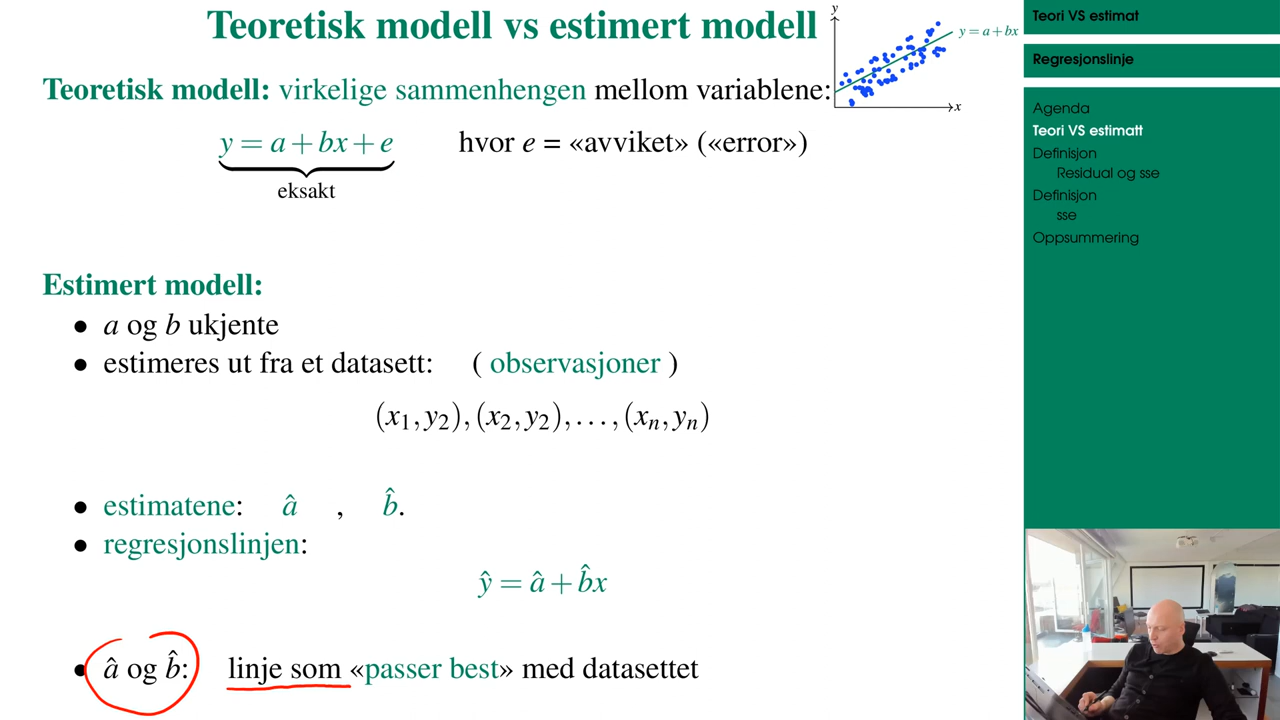 Teoretisk modell vs estimert modell
y
y = a + bx
x
Teoretisk modell: virkelige sammenhengen mellom variablene:
y = a + bx + e hvor e = «avviket» («error»)
eksakt
Estimert modell:
• a og b ukjente
• estimeres ut fra et datasett: ( observasjoner )
(x₁, y₂), (x₂, y₂), . . . , (xₙ, yₙ)
• estimatene: â , b̂.
• regresjonslinjen:
ŷ = â + b̂x
• â og b̂: linje som «passer best» med datasettet
Teori VS estimat
Regresjonslinje
Agenda
Teori VS estimatt
Definisjon
Residual og sse
Definisjon
sse
Oppsummering